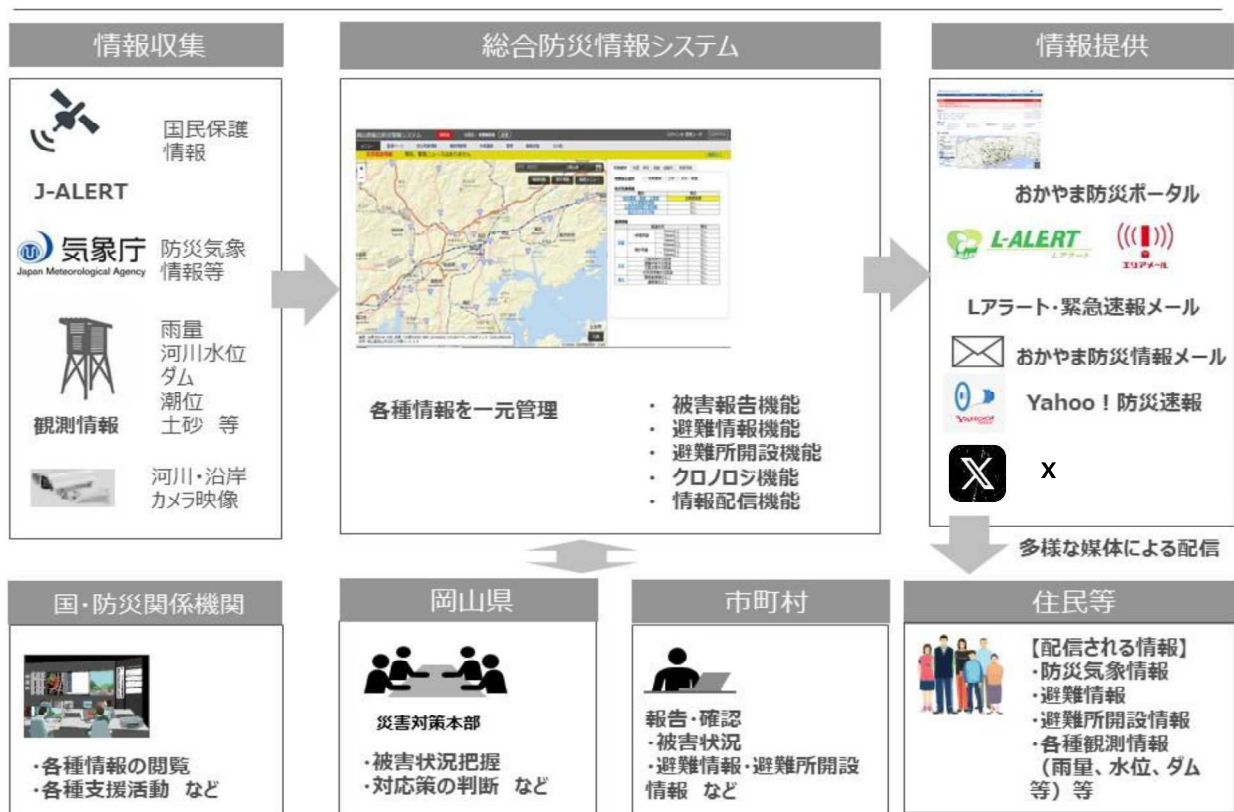 情報収集
国民保護
情報
J-ALERT
気象庁
Japan Meteorological Agency
防災気象
情報等
雨量
河川水位
ダム
潮位
土砂 等
観測情報
河川・沿岸
カメラ映像
総合防災情報システム
各種情報を一元管理
・ 被害報告機能
・ 避難情報機能
・ 避難所開設機能
・ クロノロジ機能
・ 情報配信機能
情報提供
おかやま防災ポータル
L-ALERT
Lアラート
エリアメール
Lアラート・緊急速報メール
おかやま防災情報メール
Yahoo！防災速報
X
多様な媒体による配信
国・防災関係機関
・各種情報の閲覧
・各種支援活動 など
岡山県
災害対策本部
・被害状況把握
・対応策の判断 など
市町村
報告・確認
・被害状況
・避難情報・避難所開設
情報 など
住民等
【配信される情報】
・防災気象情報
・避難情報
・避難所開設情報
・各種観測情報
（雨量、水位、ダム
等）等